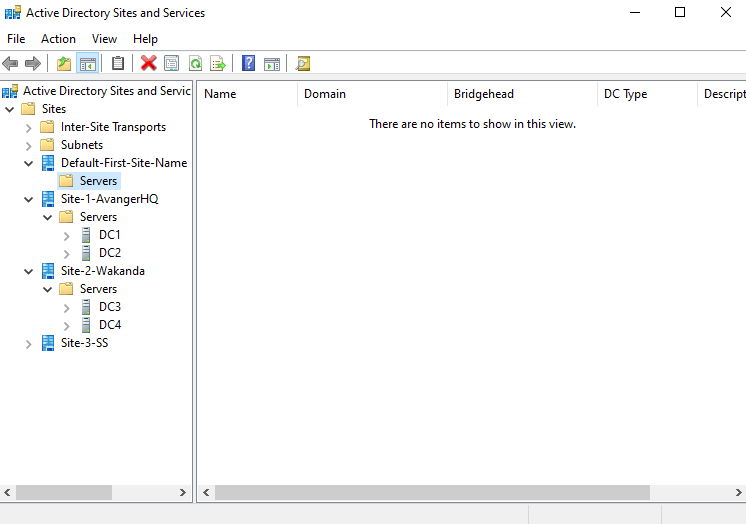 Active Directory Sites and Services
File Action View Help
Active Directory Sites and Servic
Name Domain Bridgehead DC Type Descript
Sites
There are no items to show in this view.
Inter-Site Transports
Subnets
Default-First-Site-Name
Servers
Site-1-AvangerHQ
Servers
DC1
DC2
Site-2-Wakanda
Servers
DC3
DC4
Site-3-SS